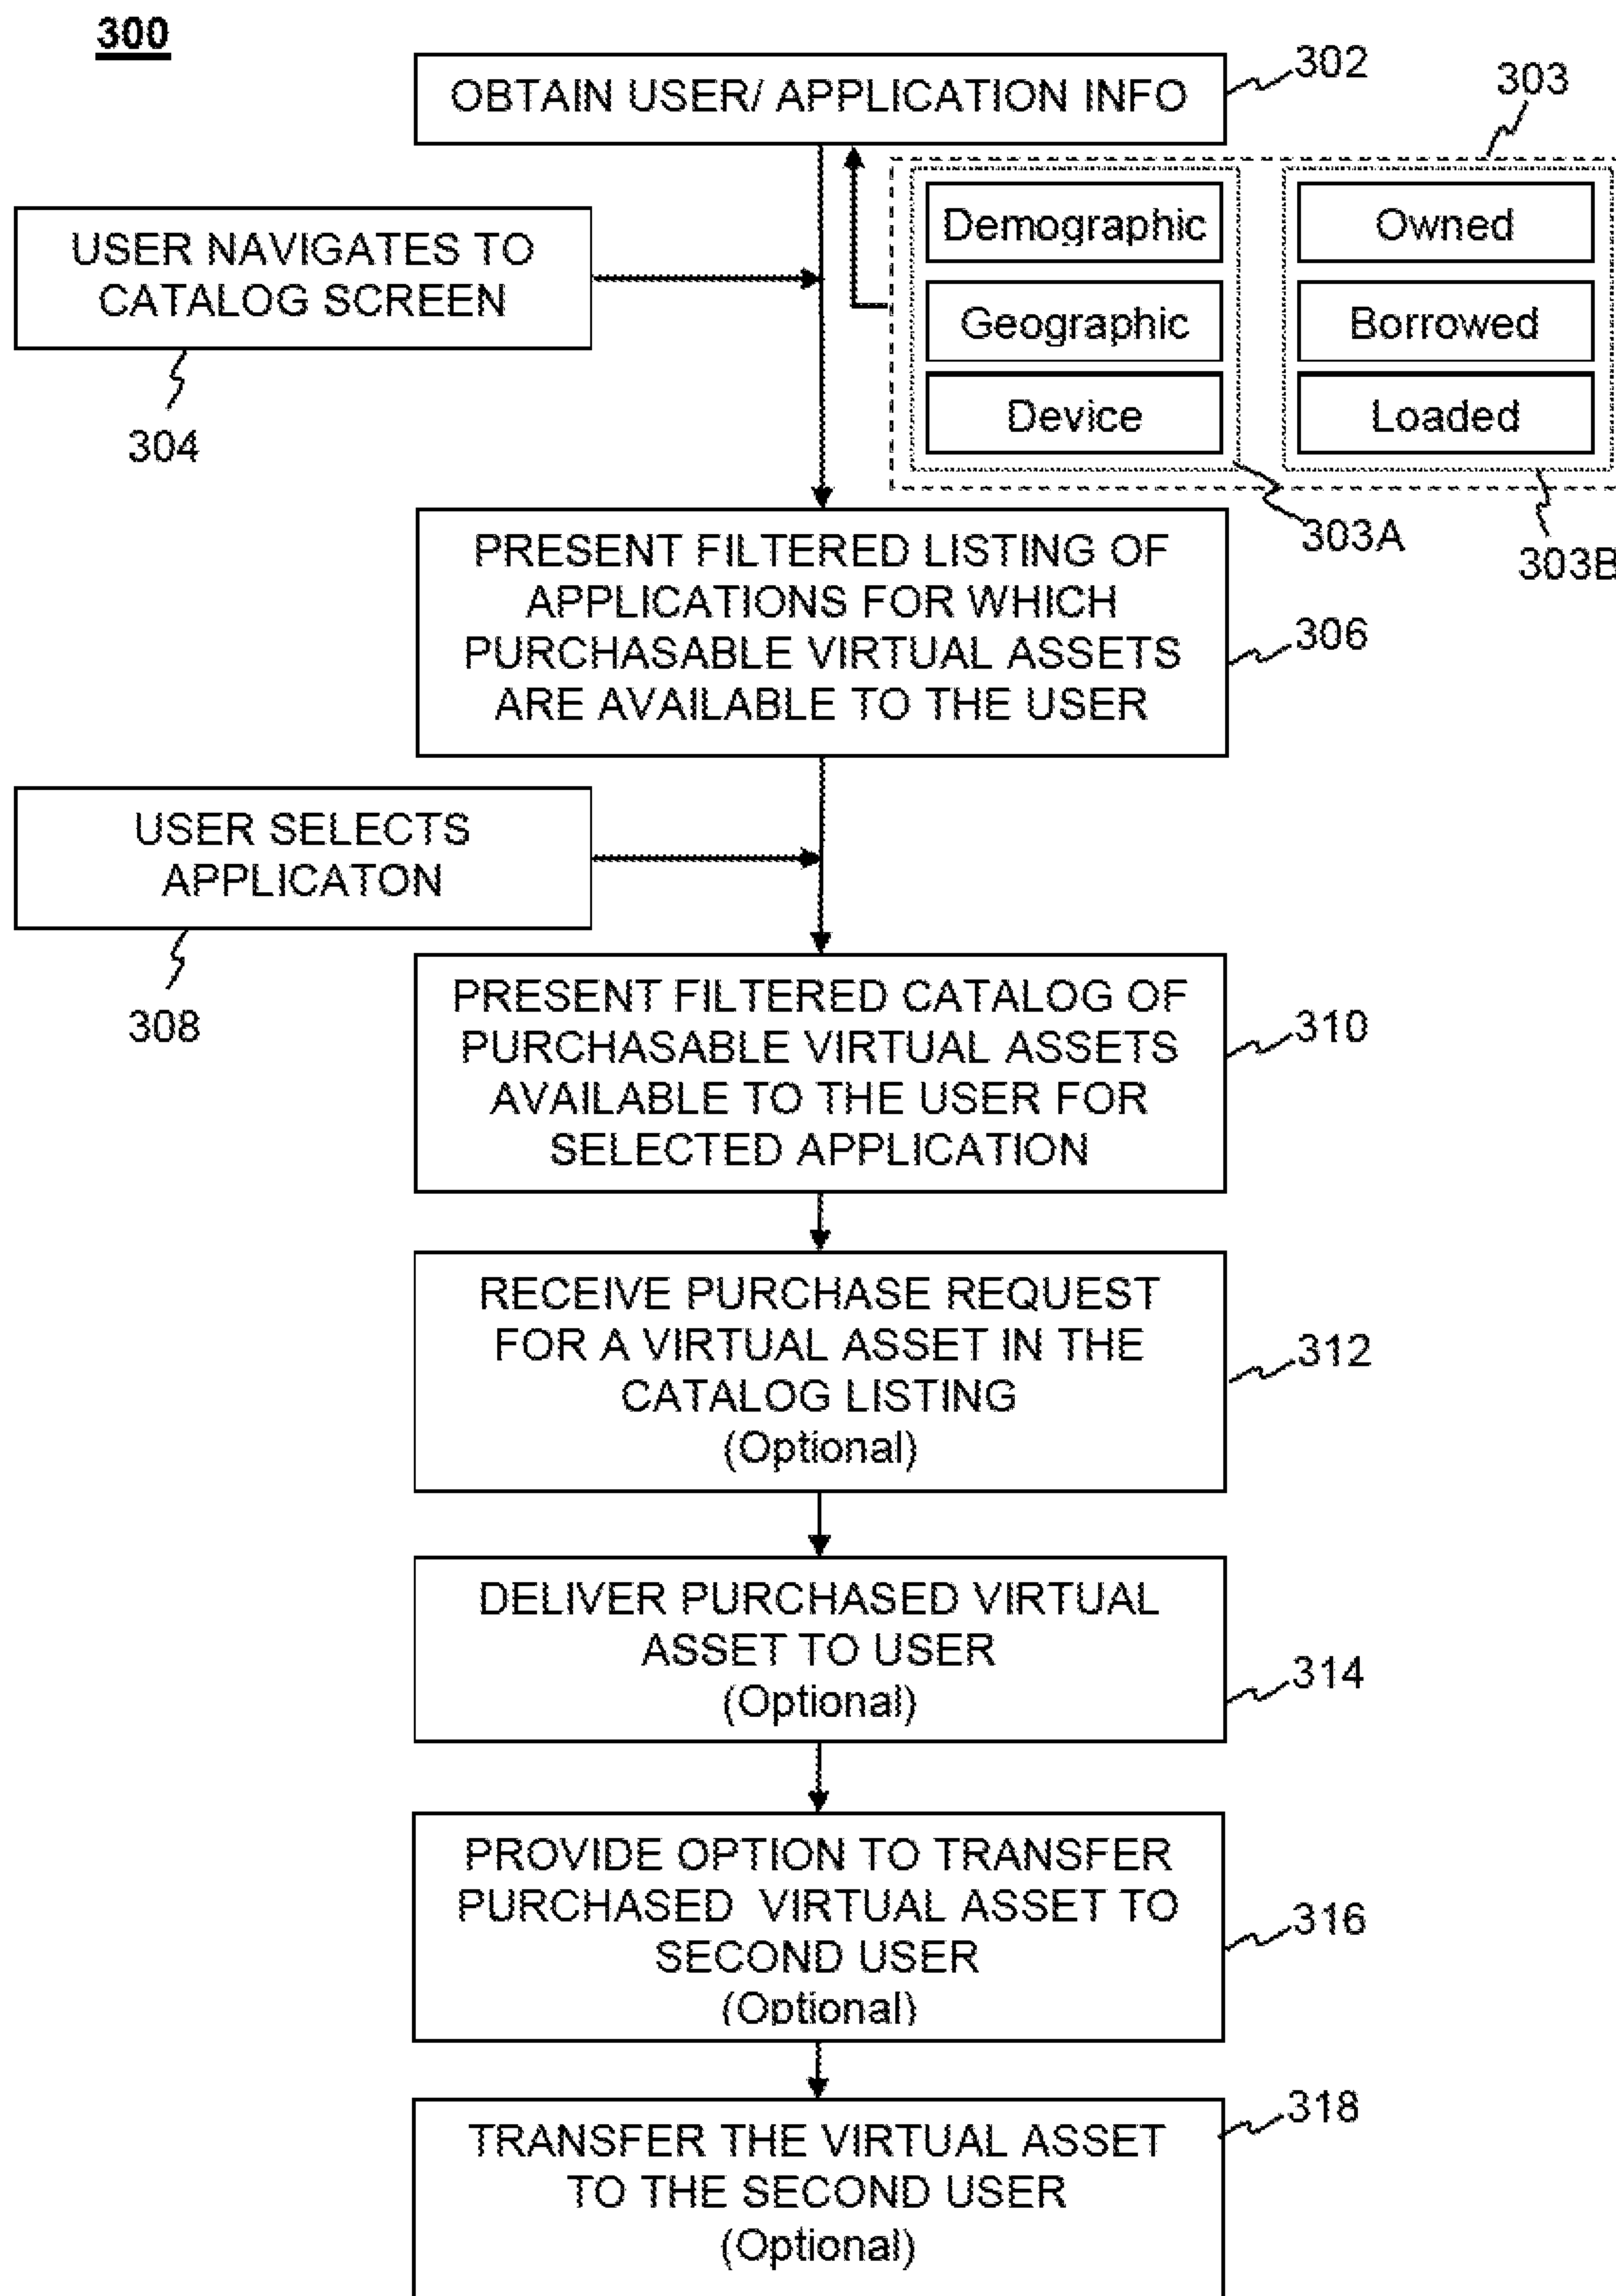 300
OBTAIN USER/ APPLICATION INFO
302
303
USER NAVIGATES TO
CATALOG SCREEN
304
Demographic
Geographic
Device
Owned
Borrowed
Loaded
303A
303B
PRESENT FILTERED LISTING OF
APPLICATIONS FOR WHICH
PURCHASABLE VIRTUAL ASSETS
ARE AVAILABLE TO THE USER
306
USER SELECTS
APPLICATON
308
PRESENT FILTERED CATALOG OF
PURCHASABLE VIRTUAL ASSETS
AVAILABLE TO THE USER FOR
SELECTED APPLICATION
310
RECEIVE PURCHASE REQUEST
FOR A VIRTUAL ASSET IN THE
CATALOG LISTING
(Optional)
312
DELIVER PURCHASED VIRTUAL
ASSET TO USER
(Optional)
314
PROVIDE OPTION TO TRANSFER
PURCHASED VIRTUAL ASSET TO
SECOND USER
(Optional)
316
TRANSFER THE VIRTUAL ASSET
TO THE SECOND USER
(Optional)
318